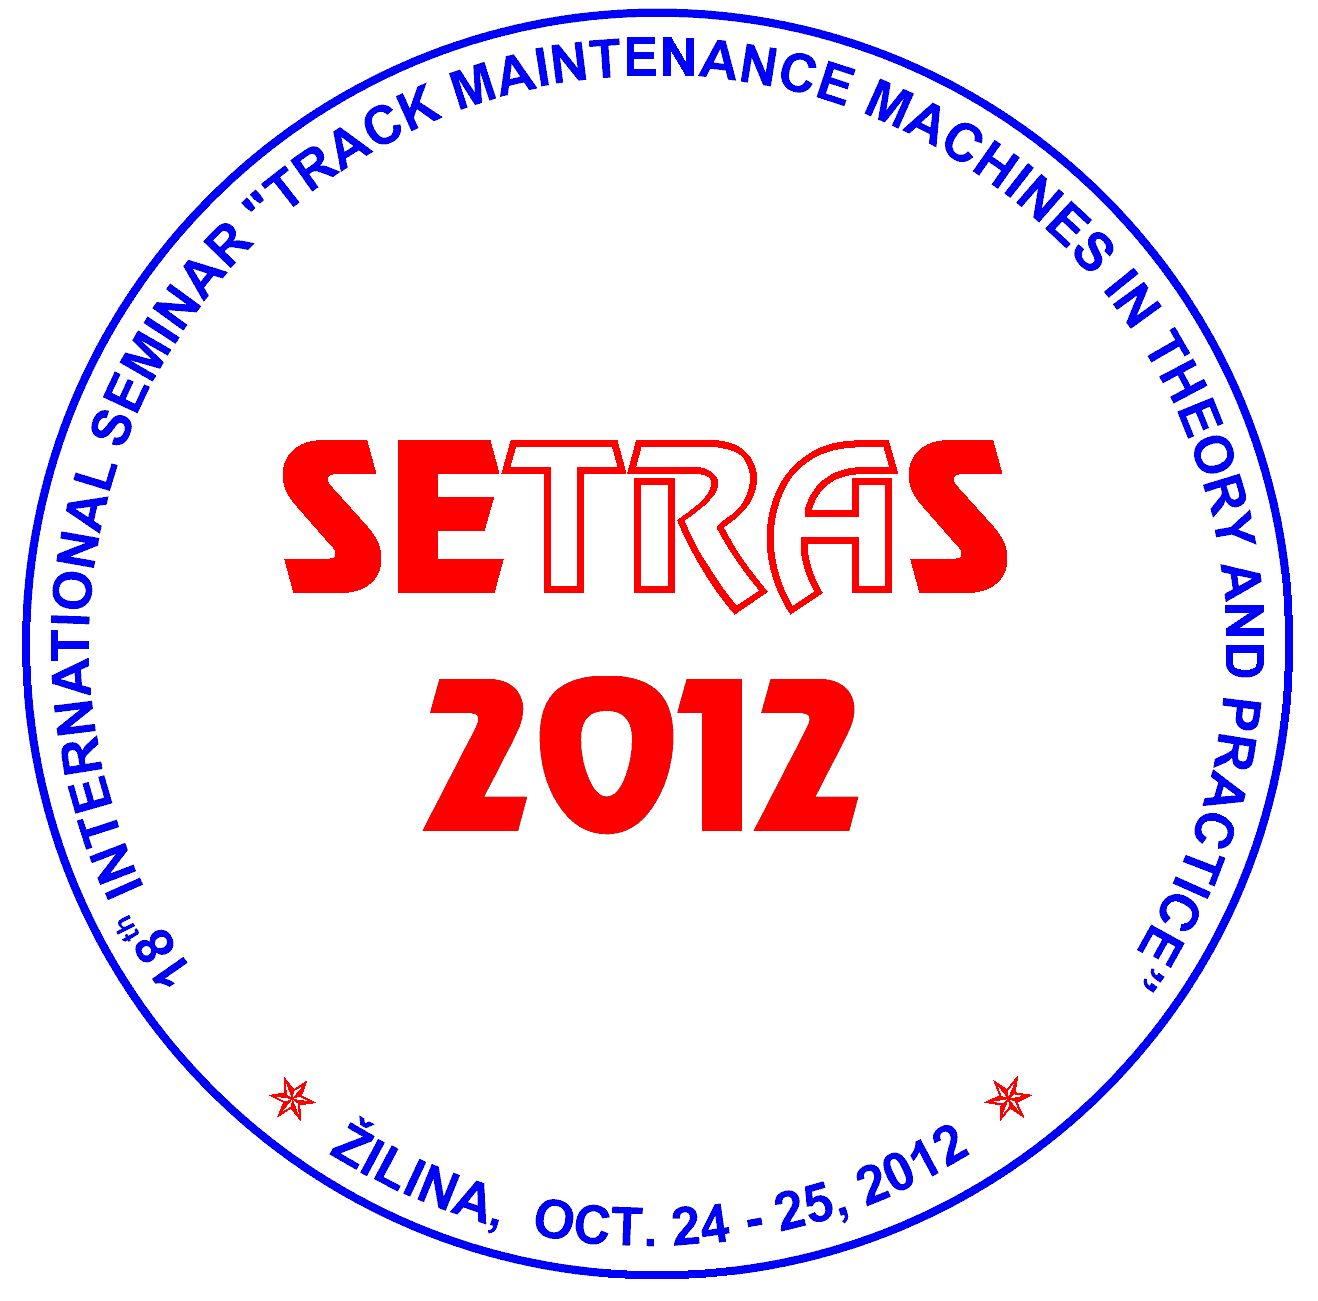 18th INTERNATIONAL SEMINAR "TRACK MAINTENANCE MACHINES IN THEORY AND PRACTICE“
SETRAS
2012
ŽILINA, OCT. 24 - 25, 2012